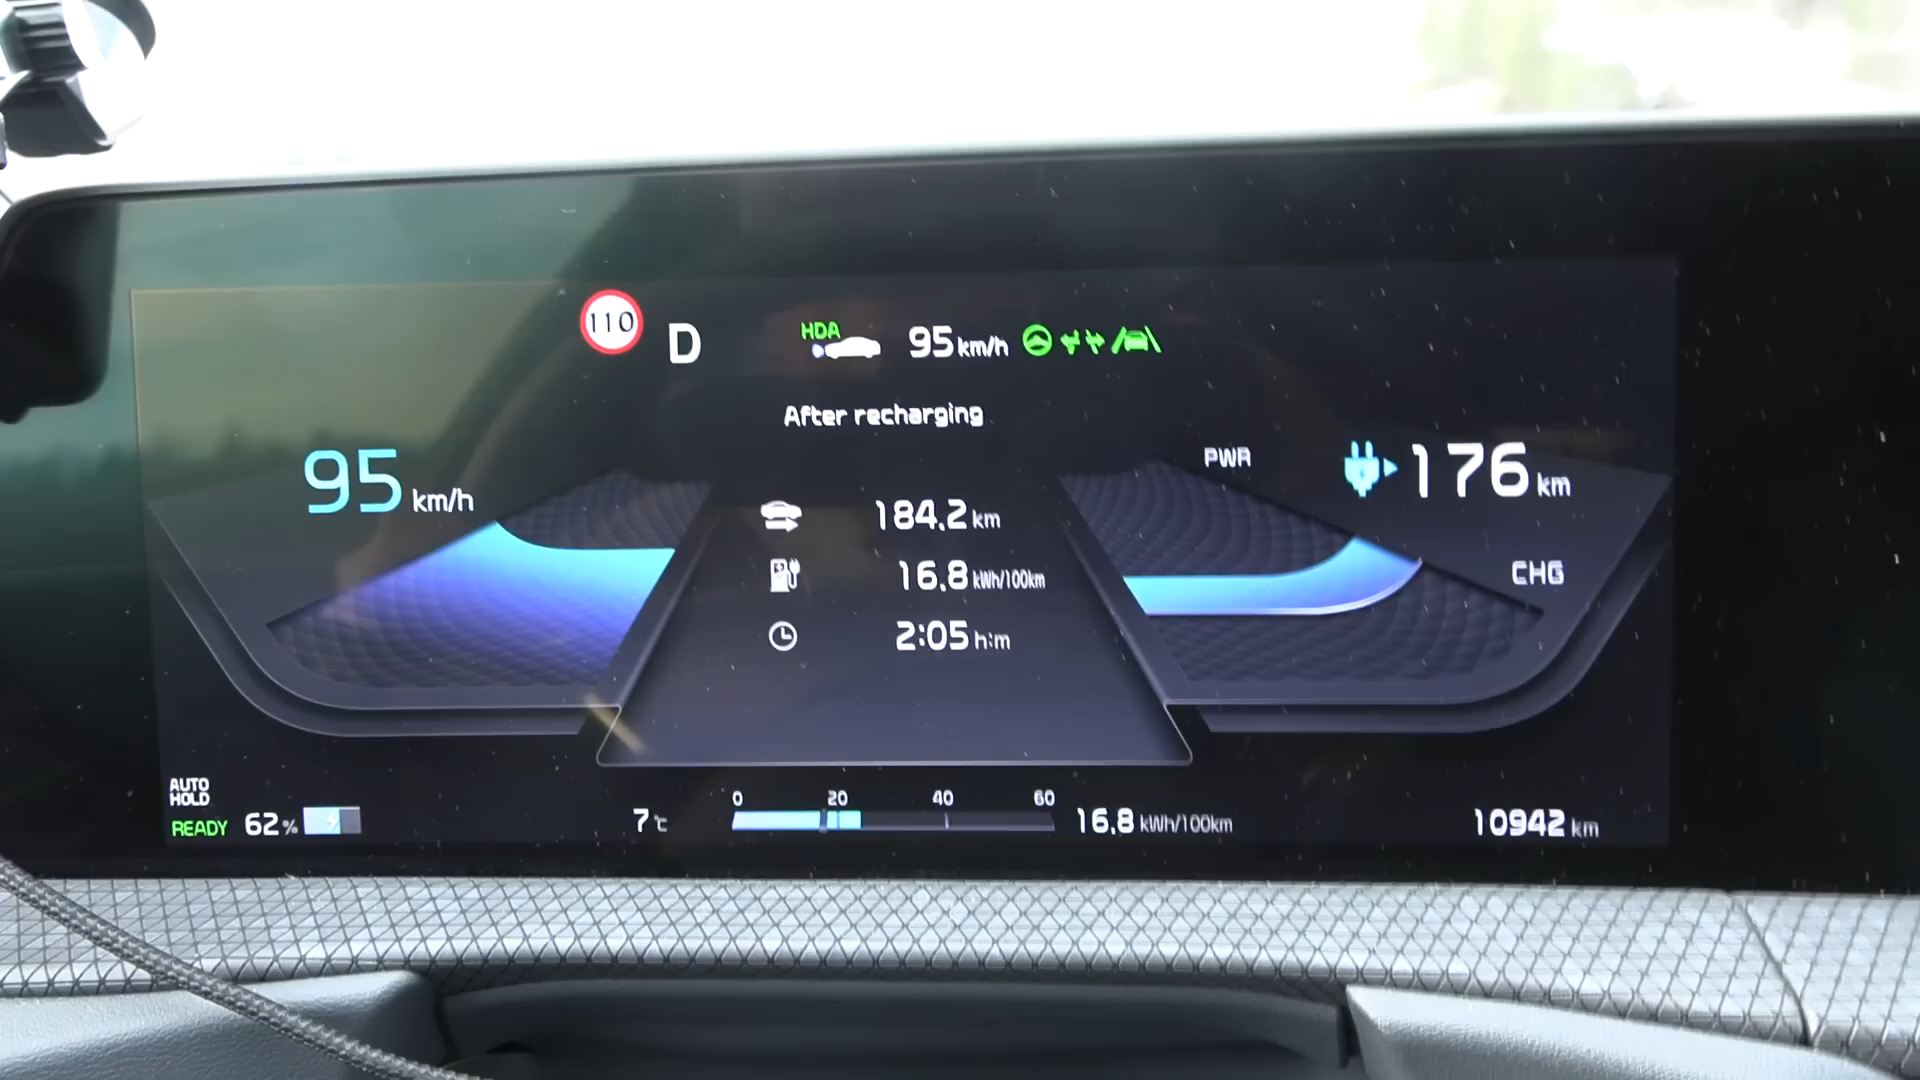 110
D
HDA
95 km/h
After recharging
95 km/h
PWR
176 km
184.2 km
CHG
16.8 kWh/100km
2:05 h:m
AUTO
HOLD
READY
62 %
7 ℃
0 20 40 60
16.8 kWh/100km
10942 km